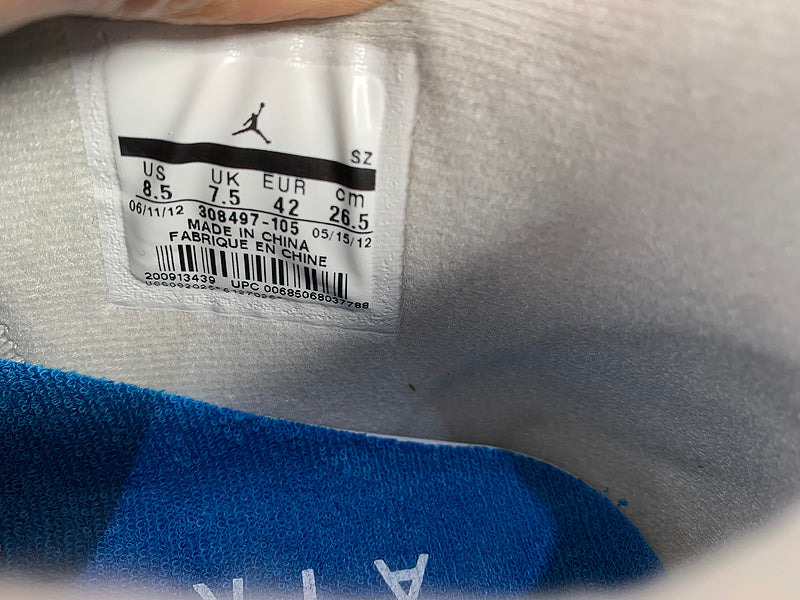 SZ
US UK EUR cm
8.5 7.5 42 26.5
06/11/12 308497-105 05/15/12
MADE IN CHINA
FABRIQUE EN CHINE
200913439 UPC 00685068037788
AIR